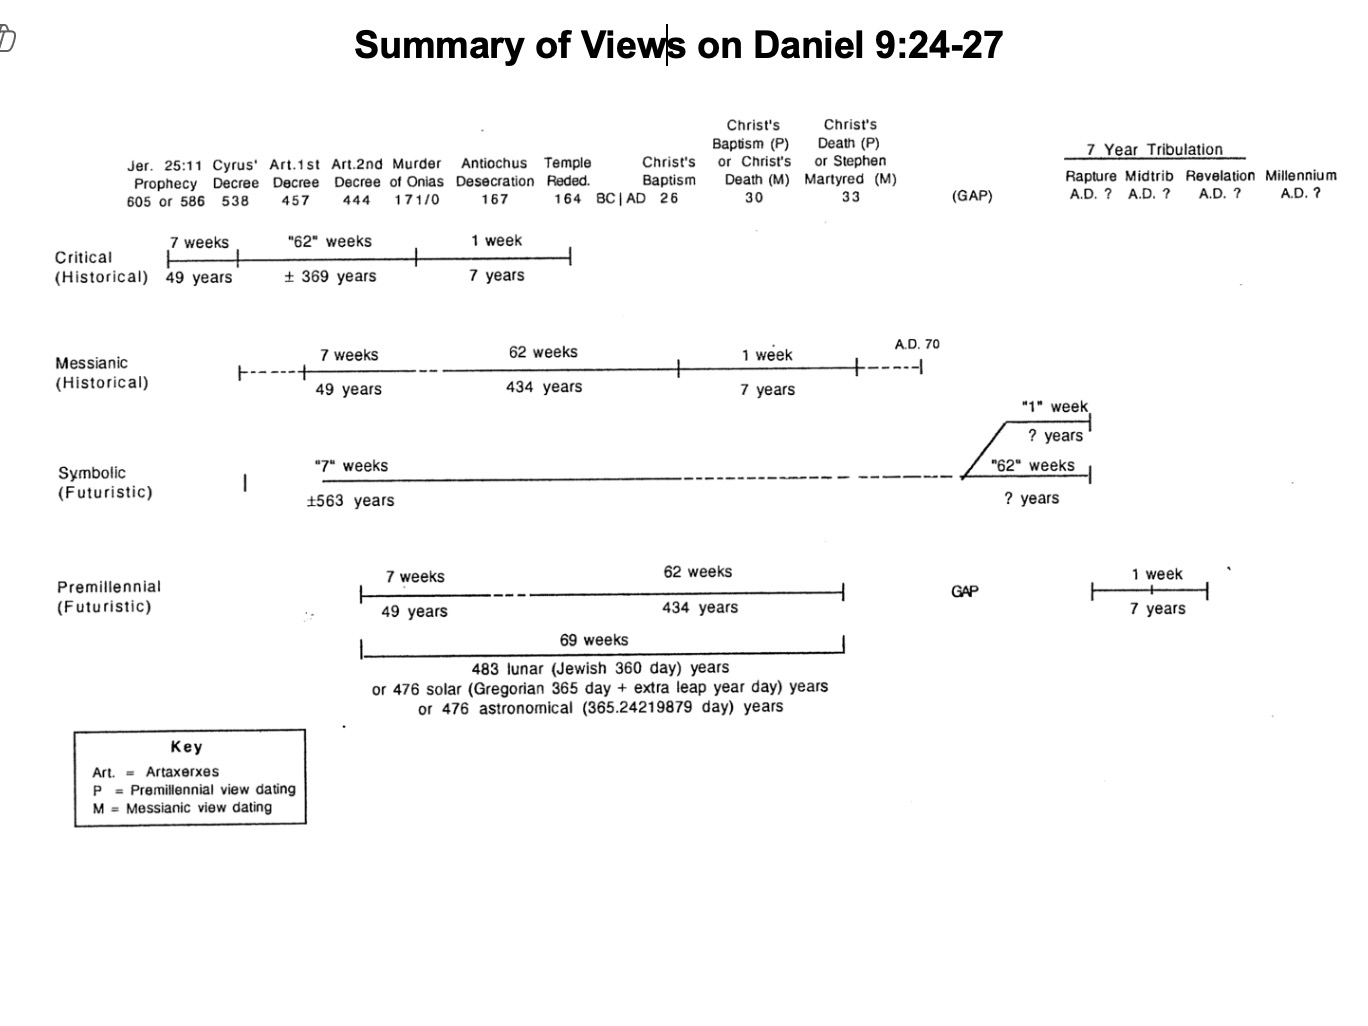 Summary of Views on Daniel 9:24-27
Jer. 25:11
Prophecy
605 or 586
Cyrus'
Decree
538
Art.1st
Decree
457
Art.2nd
Decree
444
Murder
of Onias
171/0
Antiochus
Desecration
167
Temple
Reded.
164
BC|AD
Christ's
Baptism
26
Christ's
Baptism (P)
or Christ's
Death (M)
30
Christ's
Death (P)
or Stephen
Martyred (M)
33
(GAP)
7 Year Tribulation
Rapture
A.D. ?
Midtrib
A.D. ?
Revelation
A.D. ?
Millennium
A.D. ?
Critical
(Historical)
7 weeks
49 years
"62" weeks
± 369 years
1 week
7 years
Messianic
(Historical)
7 weeks
49 years
62 weeks
434 years
1 week
7 years
A.D. 70
Symbolic
(Futuristic)
"7" weeks
±563 years
"1" week
? years
"62" weeks
? years
Premillennial
(Futuristic)
7 weeks
49 years
62 weeks
434 years
GAP
1 week
7 years
69 weeks
483 lunar (Jewish 360 day) years
or 476 solar (Gregorian 365 day + extra leap year day) years
or 476 astronomical (365.24219879 day) years
Key
Art. = Artaxerxes
P = Premillennial view dating
M = Messianic view dating